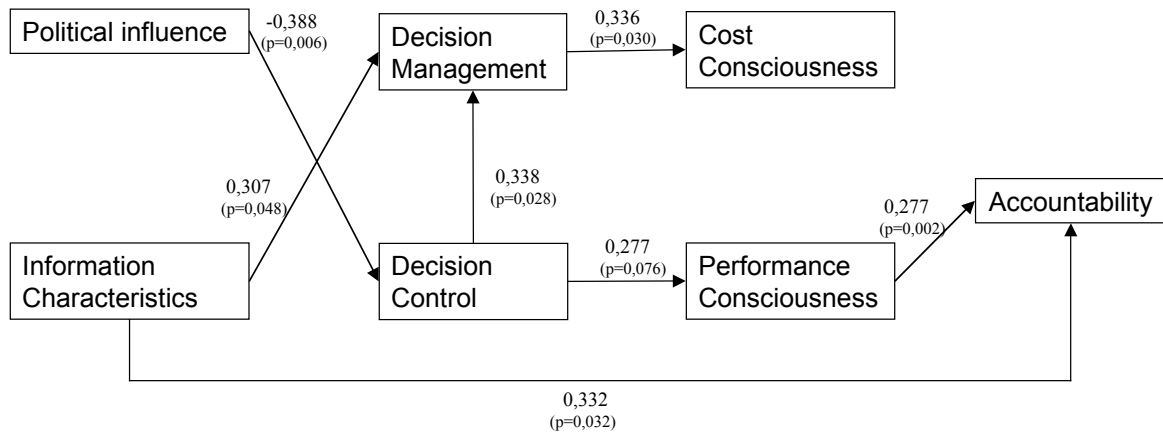 Political influence
-0,388
(p=0,006)
Decision
Management
0,336
(p=0,030)
Cost
Consciousness
0,307
(p=0,048)
0,338
(p=0,028)
Accountability
0,277
(p=0,002)
Information
Characteristics
Decision
Control
0,277
(p=0,076)
Performance
Consciousness
0,332
(p=0,032)